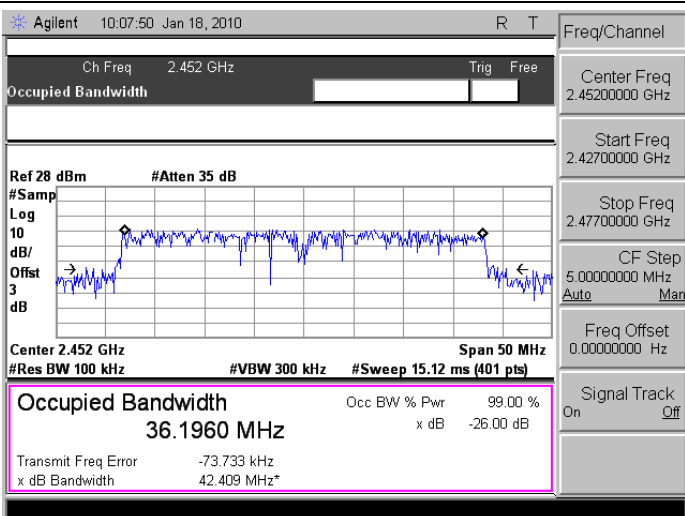 Agilent 10:07:50 Jan 18, 2010 R T
Freq/Channel
Ch Freq 2.452 GHz Trig Free
Occupied Bandwidth
Center Freq
2.45200000 GHz
Start Freq
2.42700000 GHz
Stop Freq
2.47700000 GHz
CF Step
5.00000000 MHz
Auto Man
Freq Offset
0.00000000 Hz
Signal Track
On Off
Ref 28 dBm #Atten 35 dB
#Samp
Log
10
dB/
Offst
3
dB
Center 2.452 GHz Span 50 MHz
#Res BW 100 kHz #VBW 300 kHz #Sweep 15.12 ms (401 pts)
Occupied Bandwidth Occ BW % Pwr 99.00 %
36.1960 MHz x dB -26.00 dB
Transmit Freq Error -73.733 kHz
x dB Bandwidth 42.409 MHz*